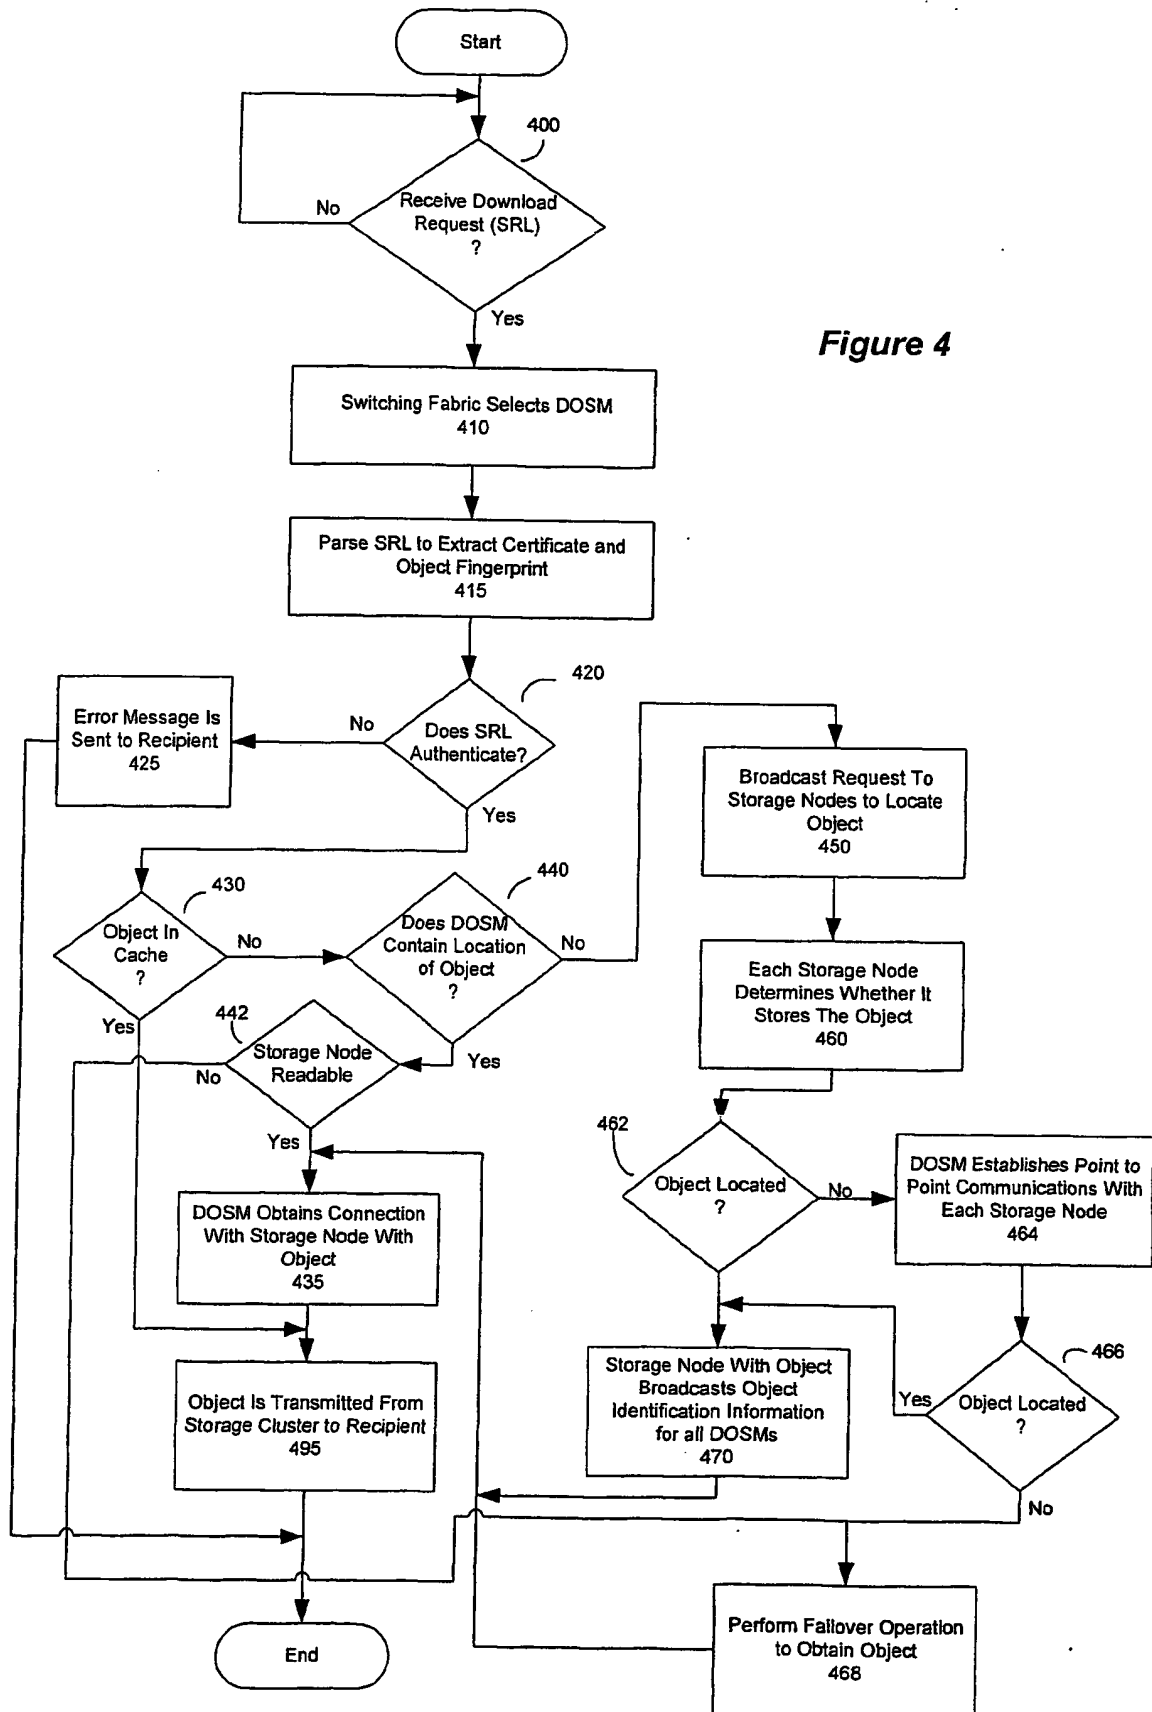 Start
400
Receive Download
Request (SRL)
?
No
Yes
Figure 4
Switching Fabric Selects DOSM
410
Parse SRL to Extract Certificate and
Object Fingerprint
415
420
Does SRL
Authenticate?
No
Yes
Error Message Is
Sent to Recipient
425
Broadcast Request To
Storage Nodes to Locate
Object
450
430
Object In
Cache
?
No
Yes
440
Does DOSM
Contain Location
of Object
?
No
Yes
Each Storage Node
Determines Whether It
Stores The Object
460
442
Storage Node
Readable
No
Yes
462
Object Located
?
No
DOSM Establishes Point to
Point Communications With
Each Storage Node
464
DOSM Obtains Connection
With Storage Node With
Object
435
466
Object Located
?
Yes
No
Storage Node With Object
Broadcasts Object
Identification Information
for all DOSMs
470
Object Is Transmitted From
Storage Cluster to Recipient
495
Perform Failover Operation
to Obtain Object
468
End